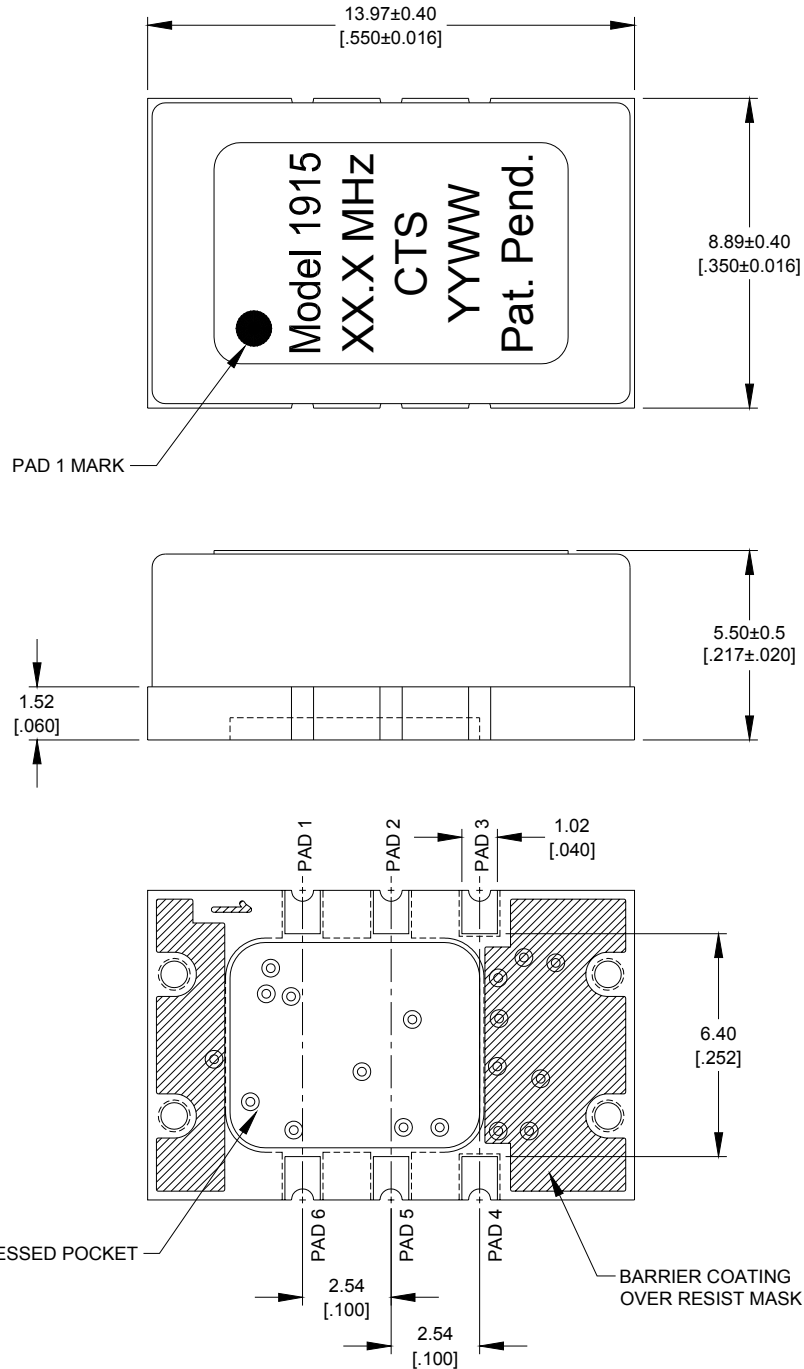 13.97±0.40
[.550±0.016]
Model 1915
XX.X MHz
CTS
YYWW
Pat. Pend.
8.89±0.40
[.350±0.016]
PAD 1 MARK
5.50±0.5
[.217±.020]
1.52
[.060]
PAD 1
PAD 2
PAD 3
1.02
[.040]
1
6.40
[.252]
ESSED POCKET
PAD 6
PAD 5
PAD 4
BARRIER COATING
OVER RESIST MASK
2.54
[.100]
2.54
[.100]